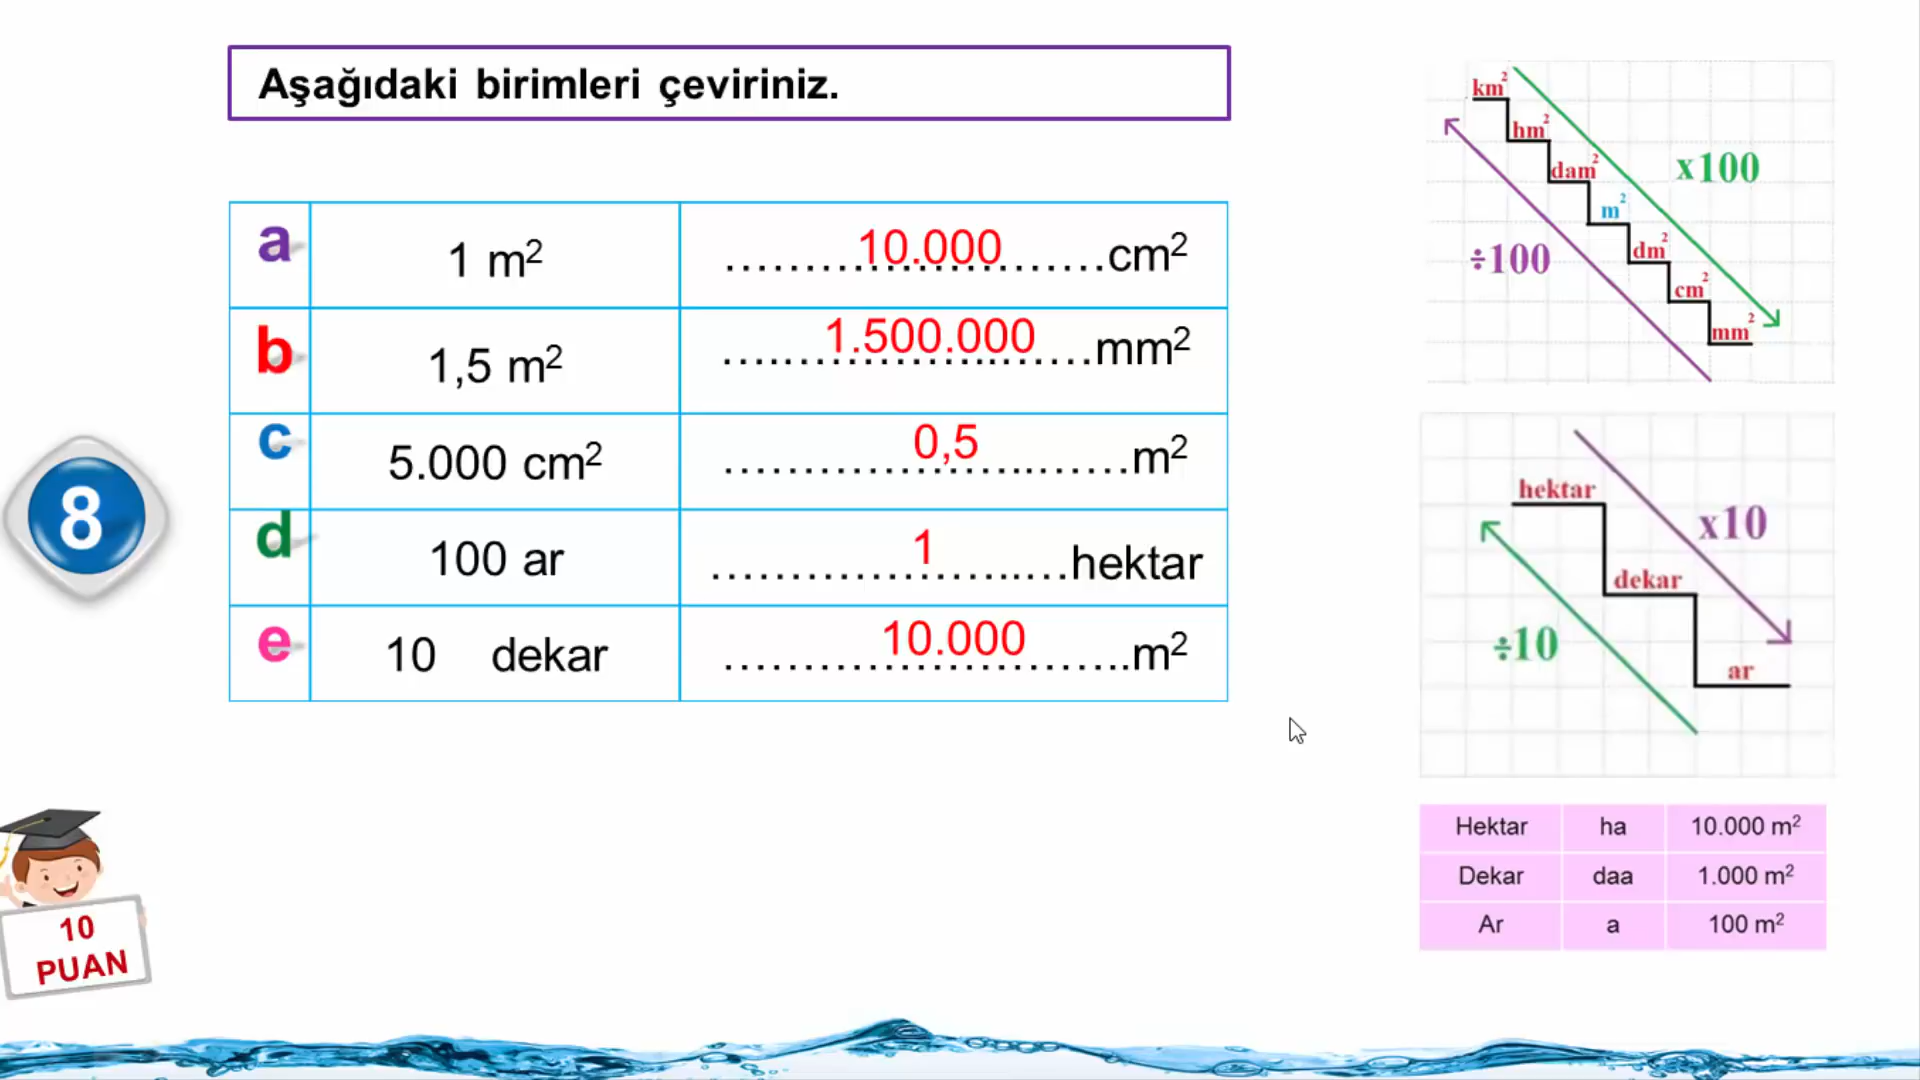 Aşağıdaki birimleri çeviriniz.
a 1 m² ........................cm²
10.000
b 1,5 m² ........................mm²
1.500.000
c 5.000 cm² ........................m²
0,5
d 100 ar ........................hektar
1
e 10 dekar ........................m²
10.000
8
10
PUAN
km²
hm²
dam²
m²
dm²
cm²
mm²
x100
÷100
hektar
dekar
ar
x10
÷10
Hektar ha 10.000 m²
Dekar daa 1.000 m²
Ar a 100 m²